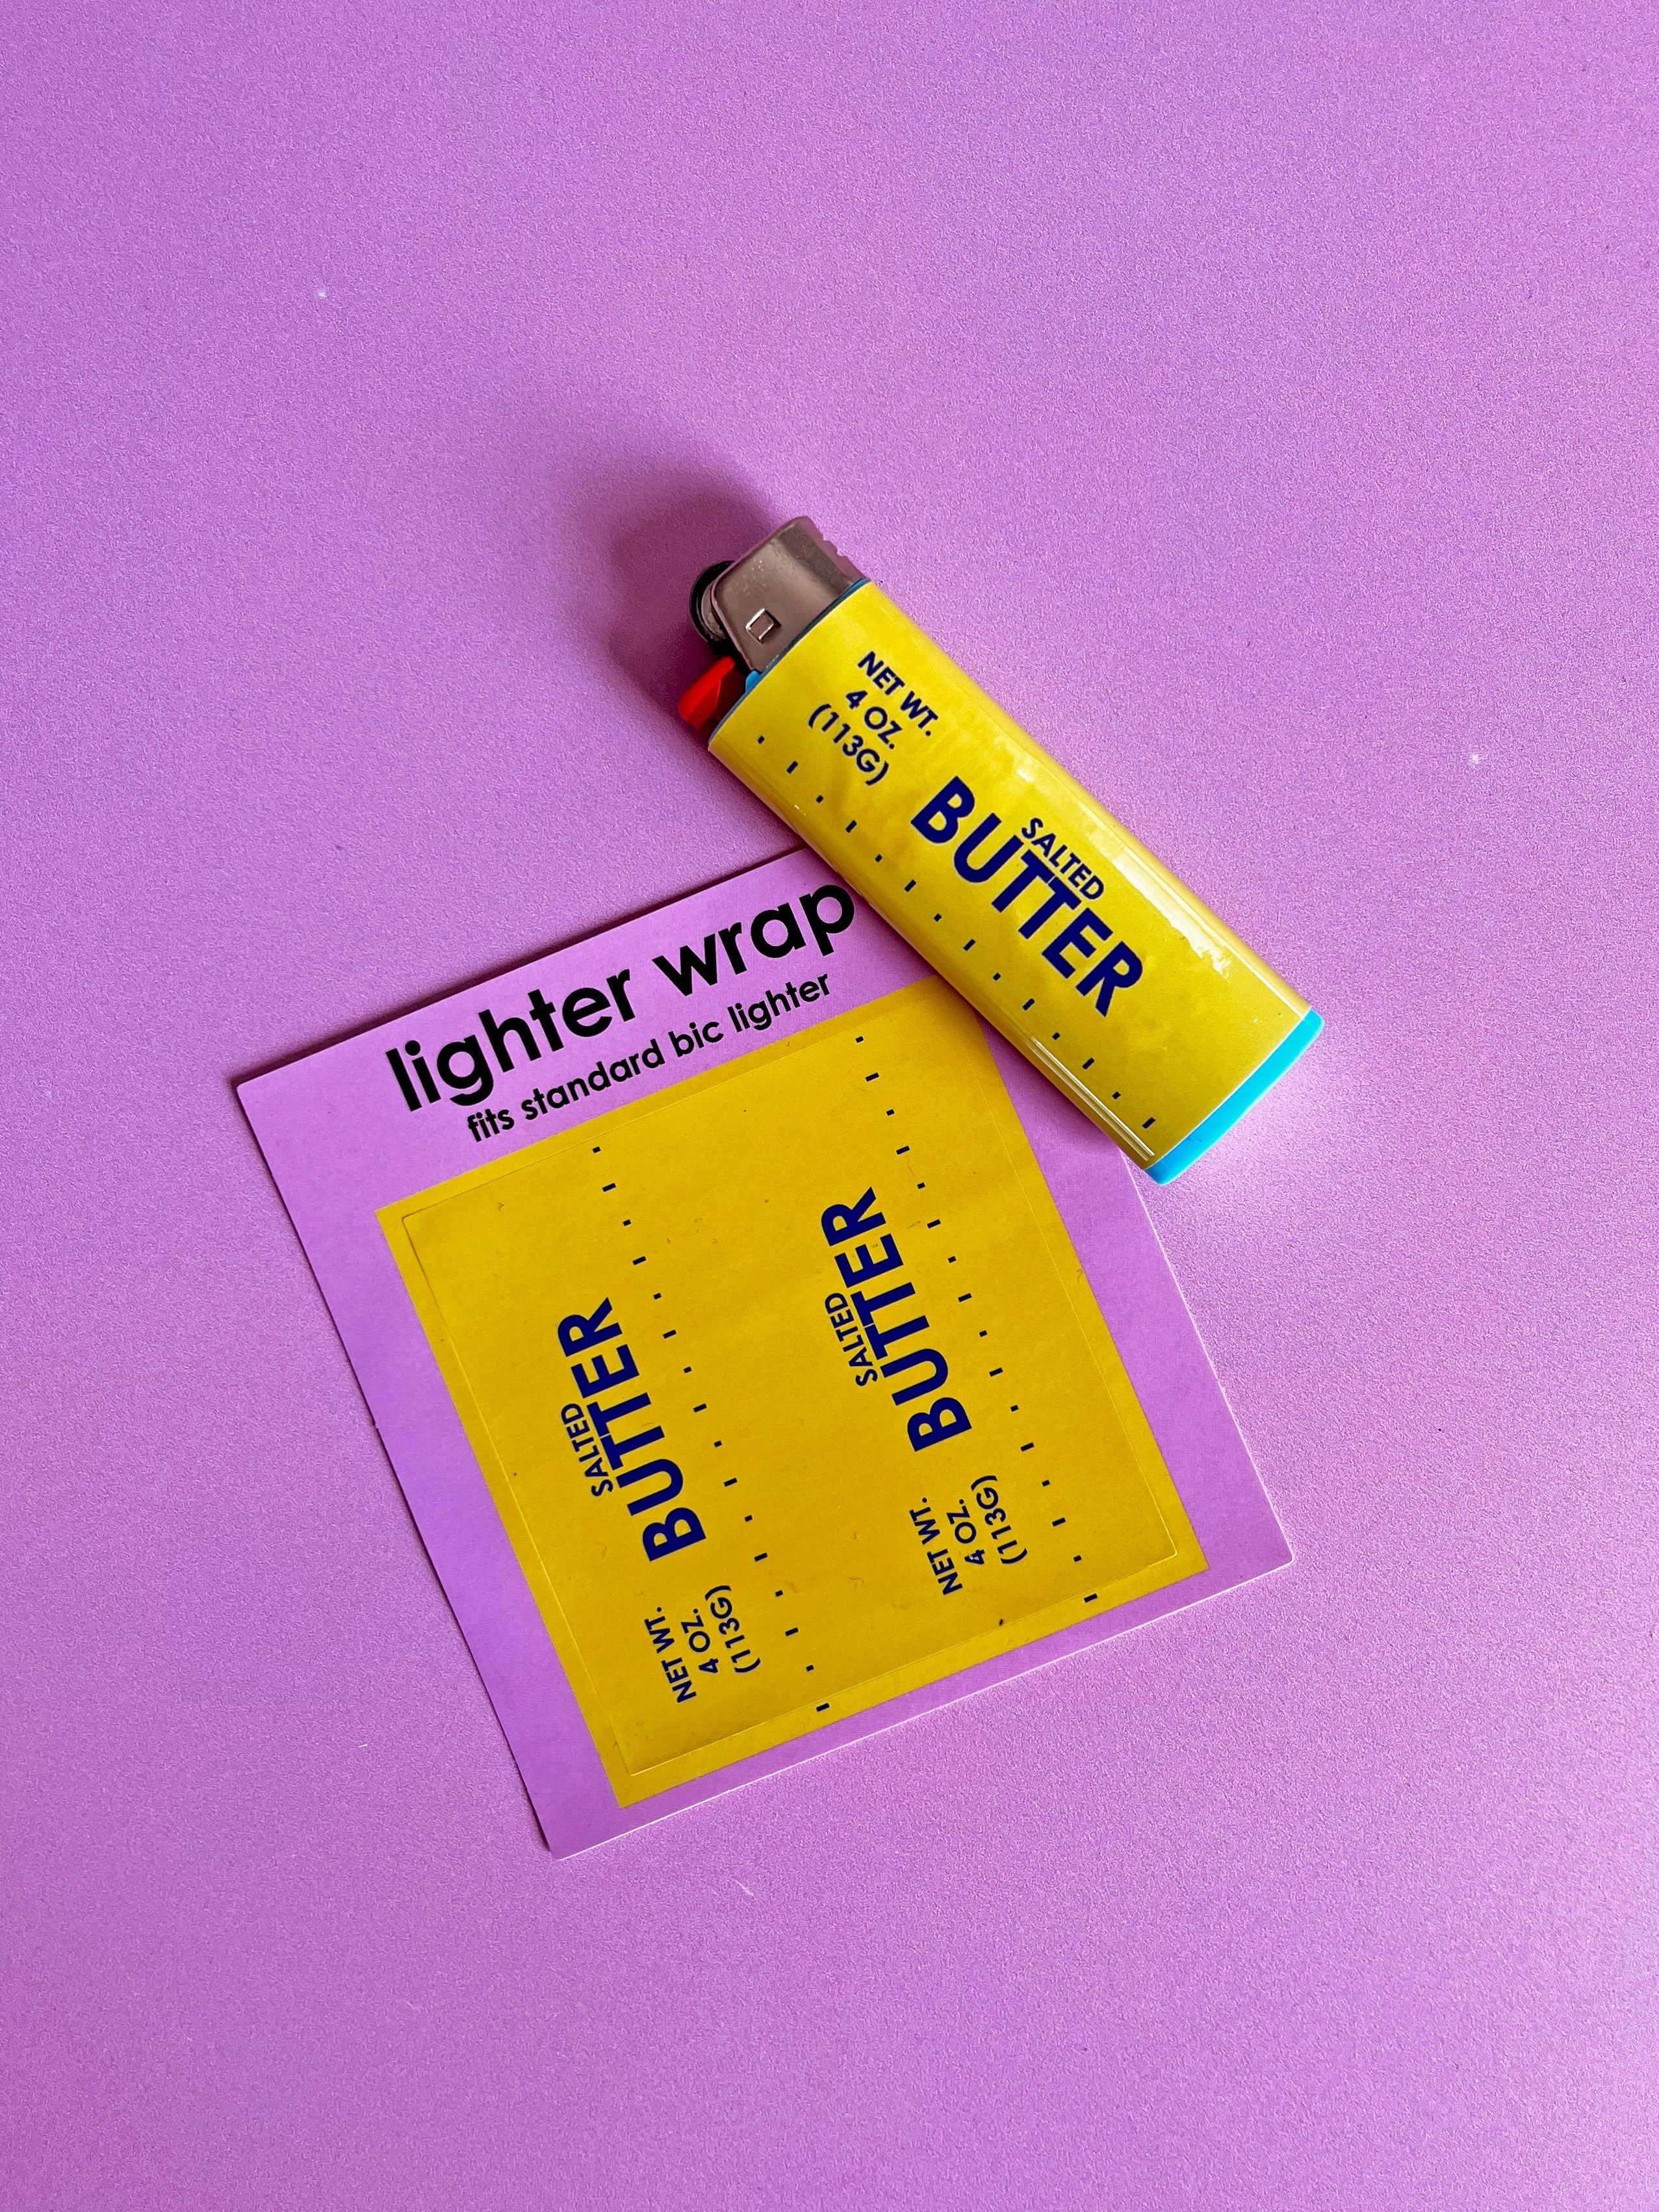 NET WT.
4 OZ.
(113G)
SALTED
BUTTER
lighter wrap
fits standard bic lighter
SALTED
BUTTER
NET WT.
4 OZ.
(113G)
SALTED
BUTTER
NET WT.
4 OZ.
(113G)